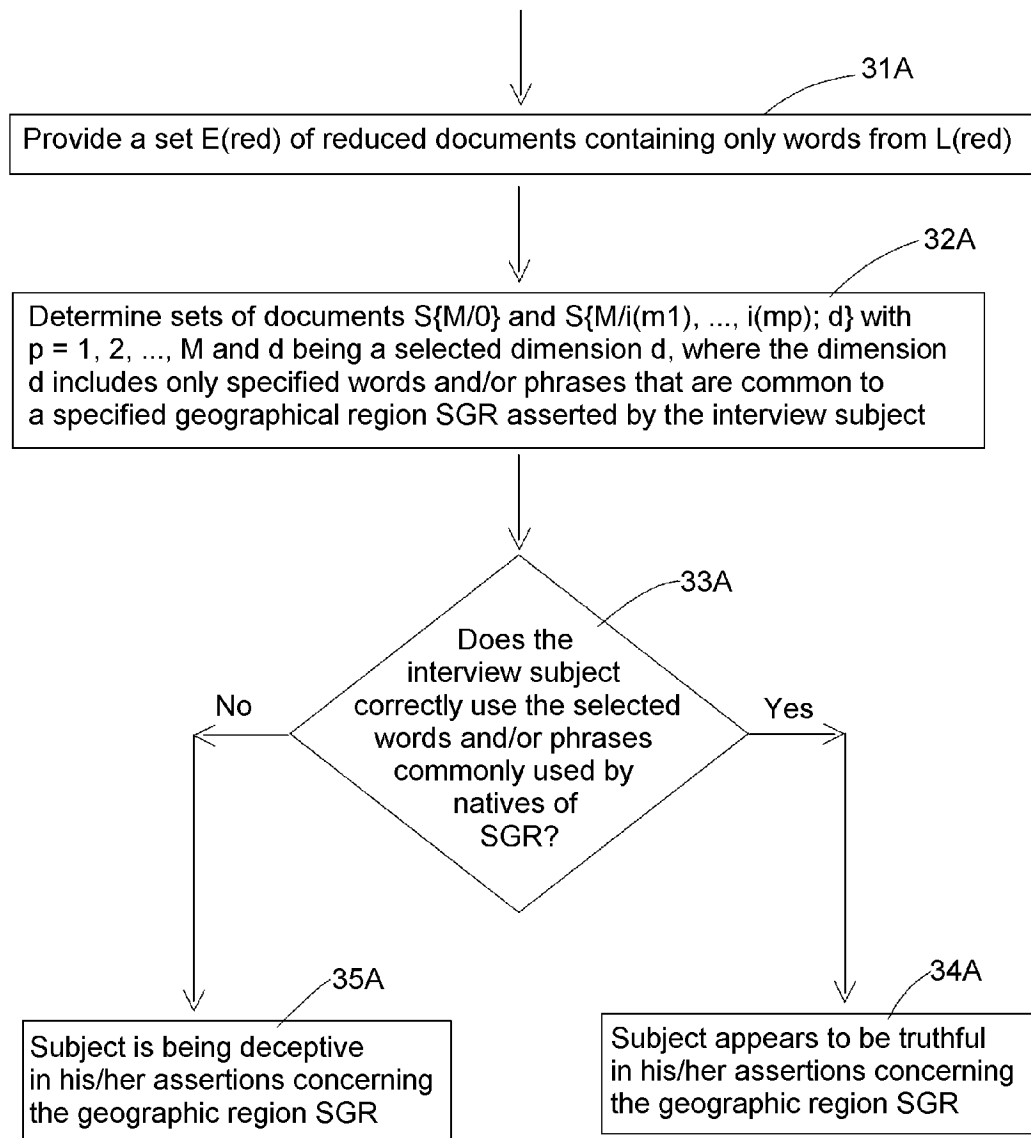 31A
Provide a set E(red) of reduced documents containing only words from L(red)
32A
Determine sets of documents S{M/0} and S{M/i(m1), ..., i(mp); d} with
p = 1, 2, ..., M and d being a selected dimension d, where the dimension
d includes only specified words and/or phrases that are common to
a specified geographical region SGR asserted by the interview subject
33A
Does the
interview subject
correctly use the selected
words and/or phrases
commonly used by
natives of
SGR?
No
Yes
35A
Subject is being deceptive
in his/her assertions concerning
the geographic region SGR
34A
Subject appears to be truthful
in his/her assertions concerning
the geographic region SGR